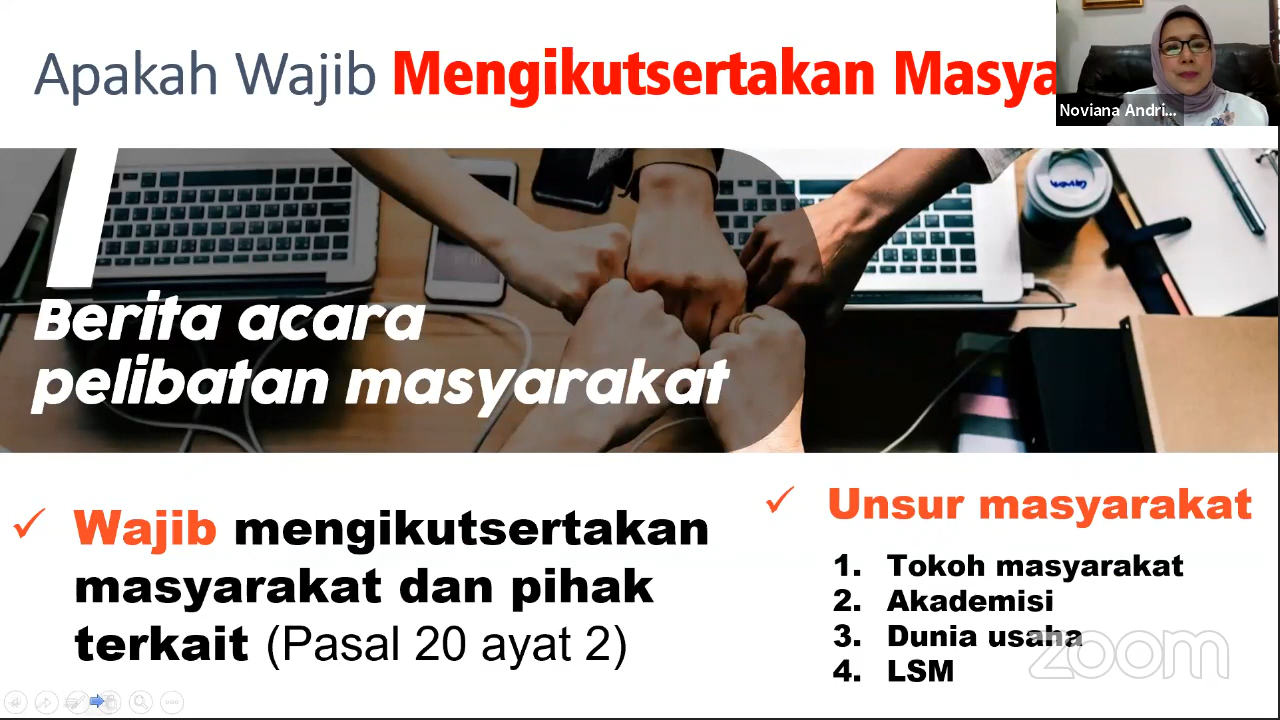 Apakah Wajib Mengikutsertakan Masya
Noviana Andri...
Berita acara
pelibatan masyarakat
✓ Wajib mengikutsertakan
masyarakat dan pihak
terkait (Pasal 20 ayat 2)
✓ Unsur masyarakat
1. Tokoh masyarakat
2. Akademisi
3. Dunia usaha
4. LSM
zoom